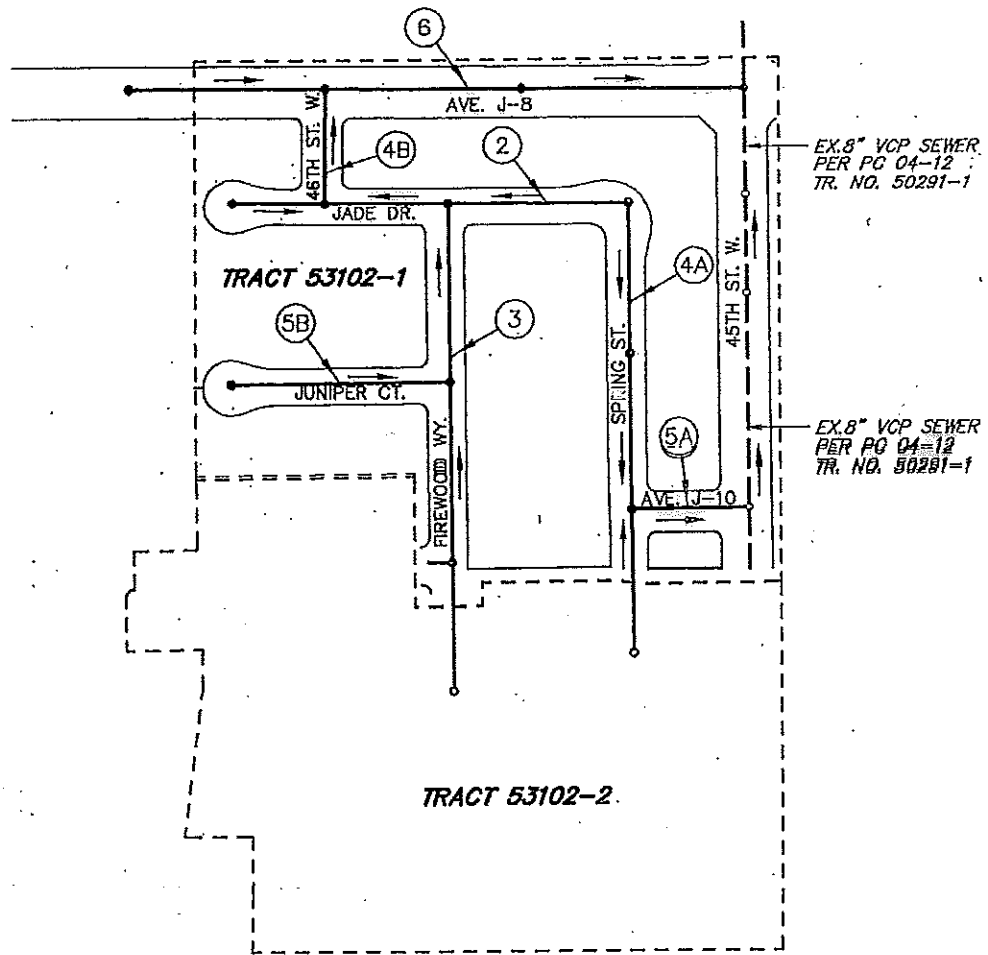 6
AVE. J-8
46TH ST. W.
4B
2
EX.8" VCP SEWER
PER PC 04-12
TR. NO. 50291-1
JADE DR.
TRACT 53102-1
4A
45TH ST. W.
3
5B
JUNIPER CT.
SPRING ST.
FIREWOOD WY.
5A
AVE. J-10
EX.8" VCP SEWER
PER PC 04-12
TR. NO. 50291-1
TRACT 53102-2